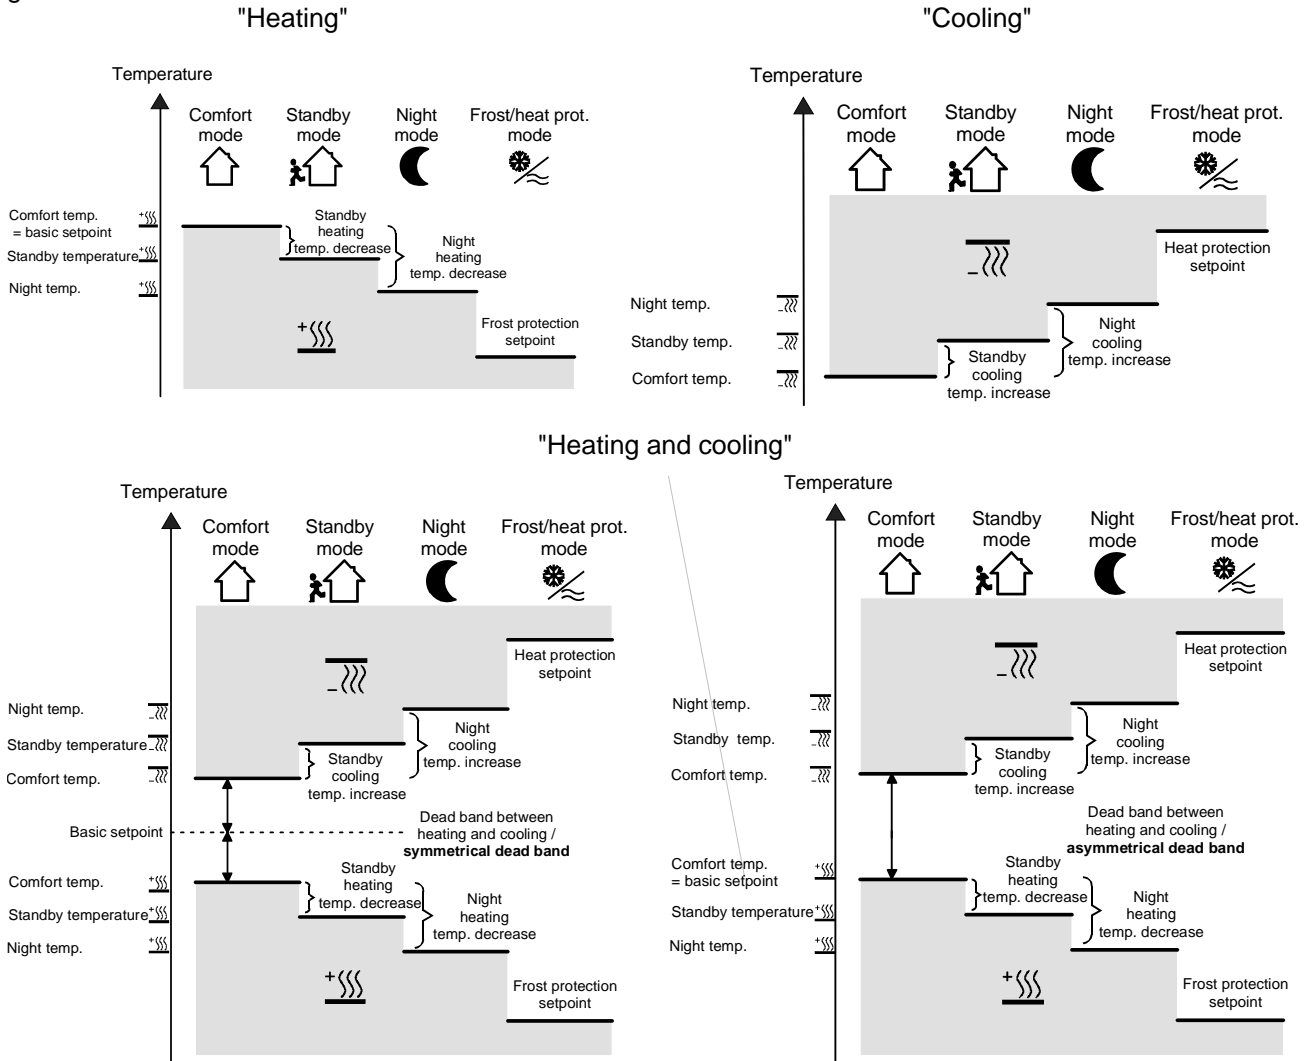 "Heating"
"Cooling"
Temperature
Comfort
mode
Standby
mode
Night
mode
Frost/heat prot.
mode
Comfort temp.
= basic setpoint
Standby temperature
Night temp.
Standby
heating
temp. decrease
Night
heating
temp. decrease
Frost protection
setpoint
Temperature
Comfort
mode
Standby
mode
Night
mode
Frost/heat prot.
mode
Heat protection
setpoint
Night temp.
Standby temp.
Comfort temp.
Standby
cooling
temp. increase
Night
cooling
temp. increase
"Heating and cooling"
Temperature
Comfort
mode
Standby
mode
Night
mode
Frost/heat prot.
mode
Heat protection
setpoint
Night temp.
Standby temperature
Comfort temp.
Standby
cooling
temp. increase
Night
cooling
temp. increase
Basic setpoint
Dead band between
heating and cooling /
symmetrical dead band
Comfort temp.
Standby temperature
Night temp.
Standby
heating
temp. decrease
Night
heating
temp. decrease
Frost protection
setpoint
Temperature
Comfort
mode
Standby
mode
Night
mode
Frost/heat prot.
mode
Heat protection
setpoint
Night temp.
Standby temp.
Comfort temp.
Standby
cooling
temp. increase
Night
cooling
temp. increase
Dead band between
heating and cooling /
asymmetrical dead band
Comfort temp.
= basic setpoint
Standby temperature
Night temp.
Standby
heating
temp. decrease
Night
heating
temp. decrease
Frost protection
setpoint